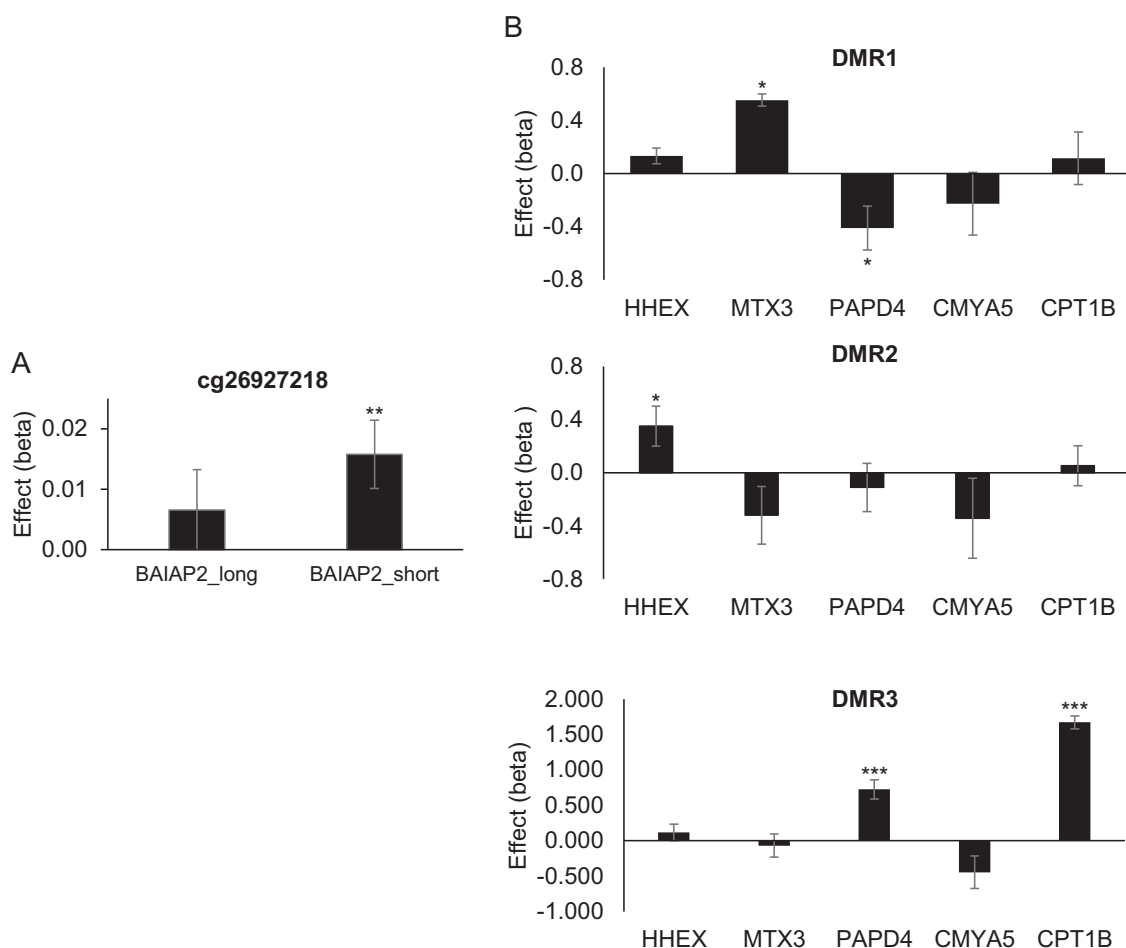 A
cg26927218
Effect (beta)
0.02
0.01
0.00
**
BAIAP2_long BAIAP2_short
B
DMR1
Effect (beta)
0.8
0.4
0.0
-0.4
-0.8
*
*
HHEX MTX3 PAPD4 CMYA5 CPT1B
DMR2
Effect (beta )
0.8
0.4
0.0
-0.4
-0.8
*
HHEX MTX3 PAPD4 CMYA5 CPT1B
DMR3
Effect (beta)
2.000
1.500
1.000
0.500
0.000
-0.500
-1.000
*** ***
HHEX MTX3 PAPD4 CMYA5 CPT1B